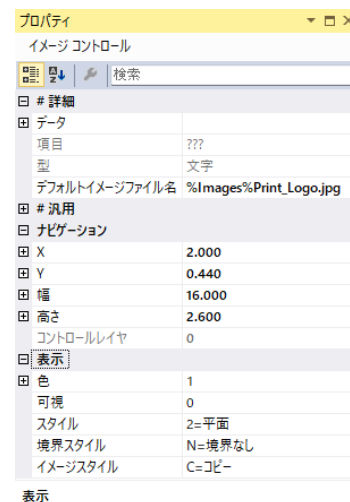 プロパティ
イメージ コントロール
検索
# 詳細
データ
項目 ???
型 文字
デフォルトイメージファイル名 %Images%Print_Logo.jpg
# 汎用
ナビゲーション
X 2.000
Y 0.440
幅 16.000
高さ 2.600
コントロールレイヤ 0
表示
色 1
可視 0
スタイル 2=平面
境界スタイル N=境界なし
イメージスタイル C=コピー
表示